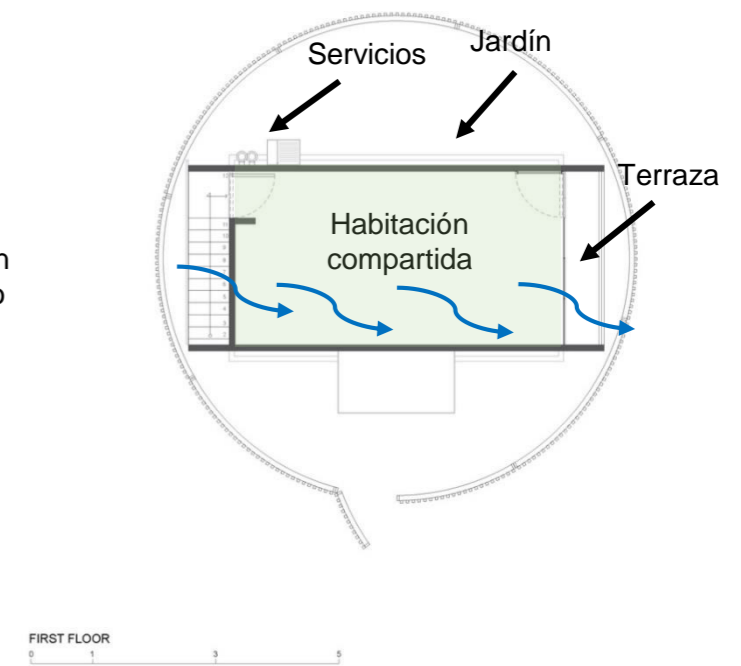 Servicios
Jardín
Terraza
Habitación
compartida
n
o
FIRST FLOOR
0 1 3 5